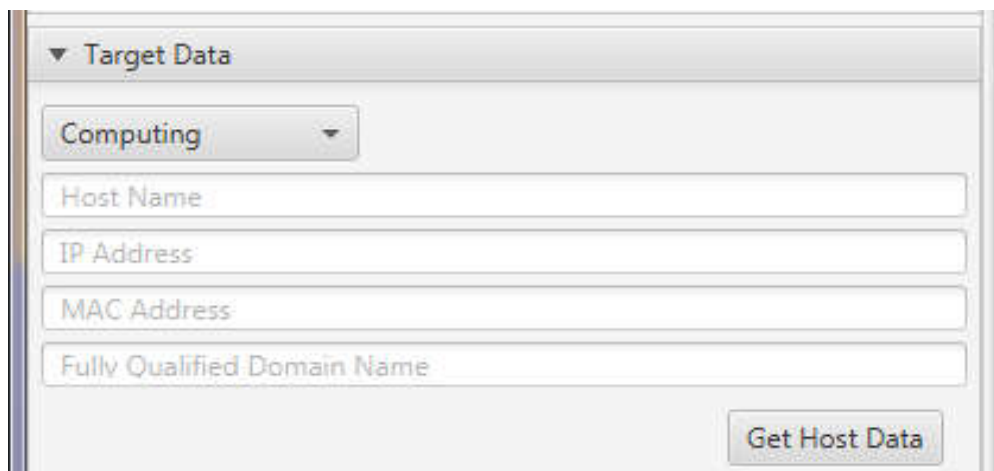 Target Data
Computing
Host Name
IP Address
MAC Address
Fully Qualified Domain Name
Get Host Data